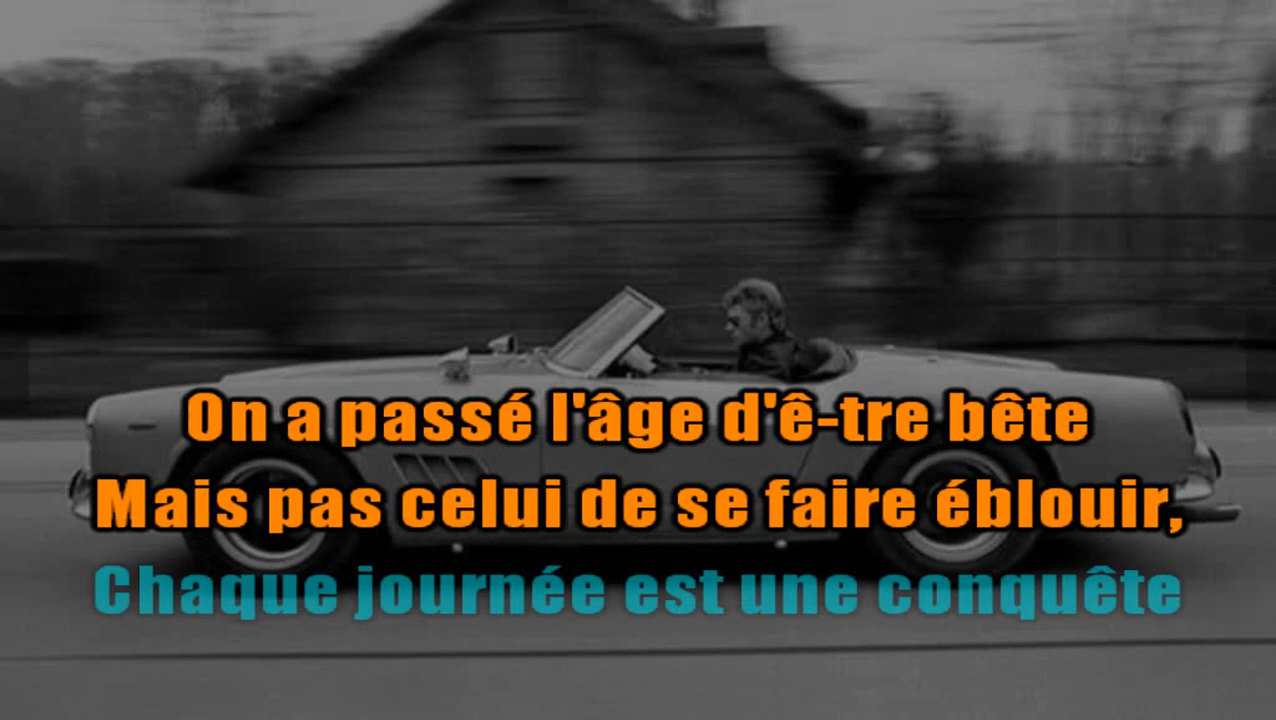 On a passé l'âge d'ê-tre bête
Mais pas celui de se faire éblouir,
Chaque journée est une conquête